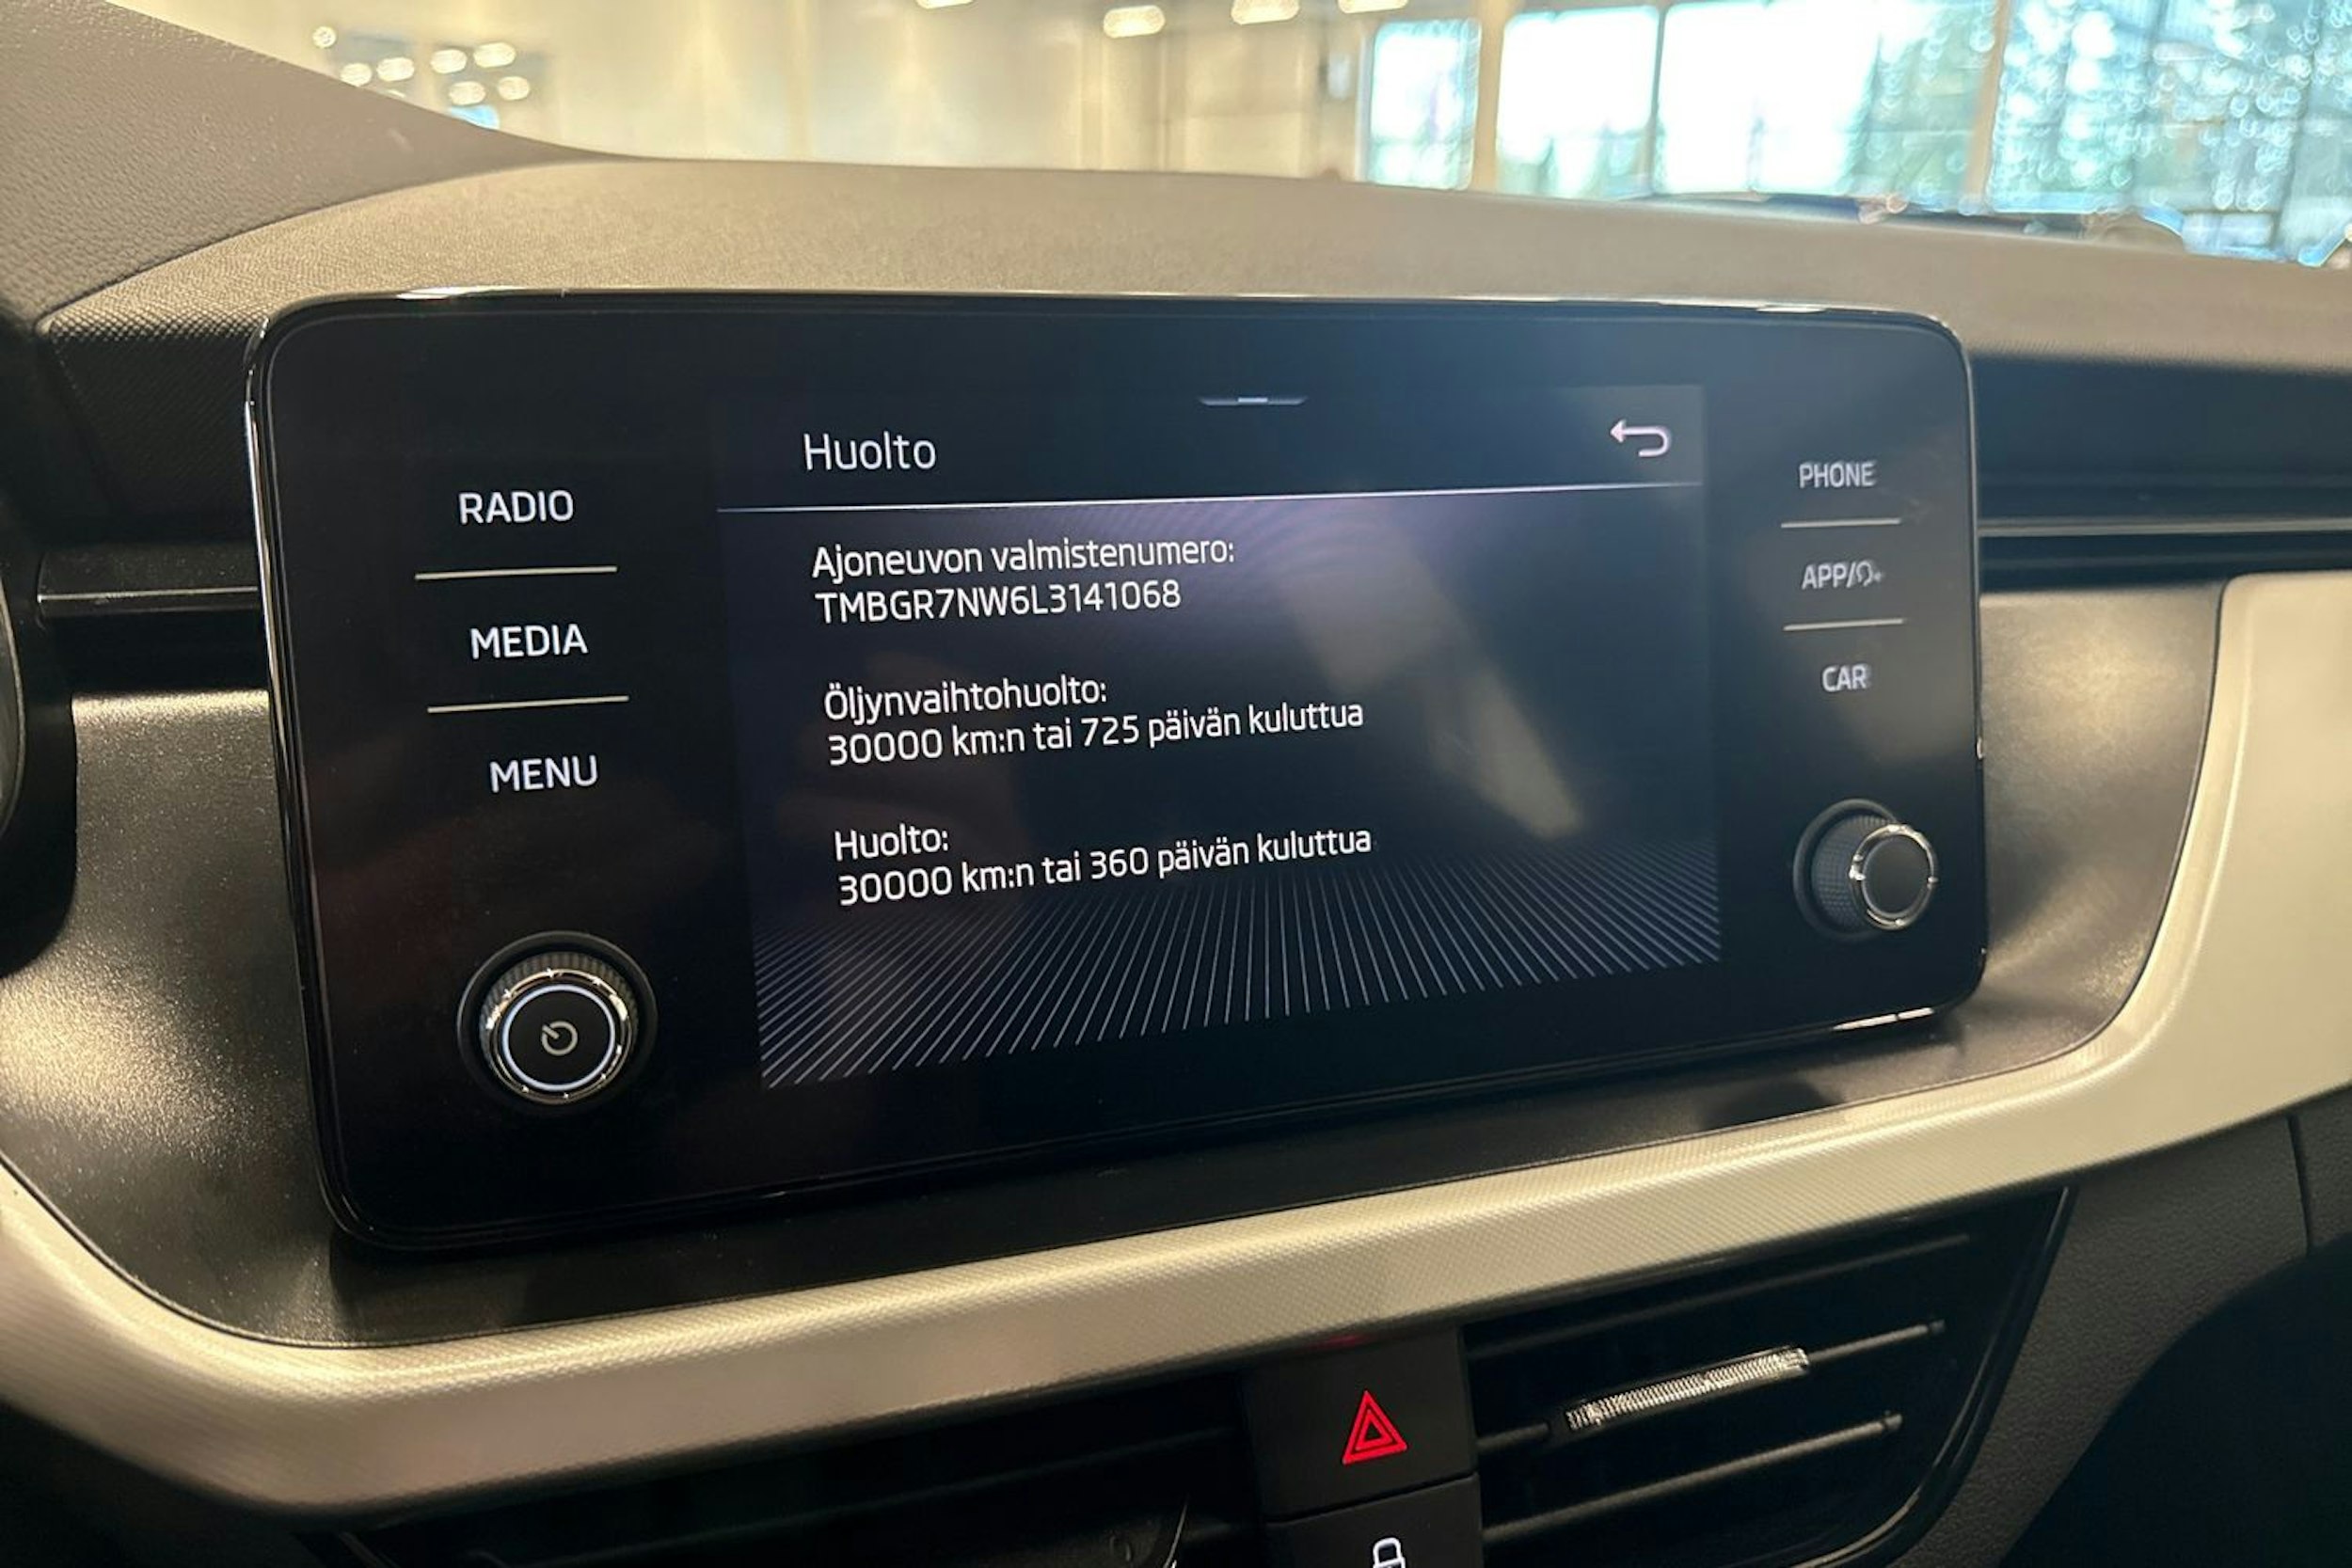 Huolto
RADIO
MEDIA
MENU
Ajoneuvon valmistenumero:
TMBGR7NW6L3141068
Öljynvaihtohuolto:
30000 km:n tai 725 päivän kuluttua
Huolto:
30000 km:n tai 360 päivän kuluttua
PHONE
APP/
CAR